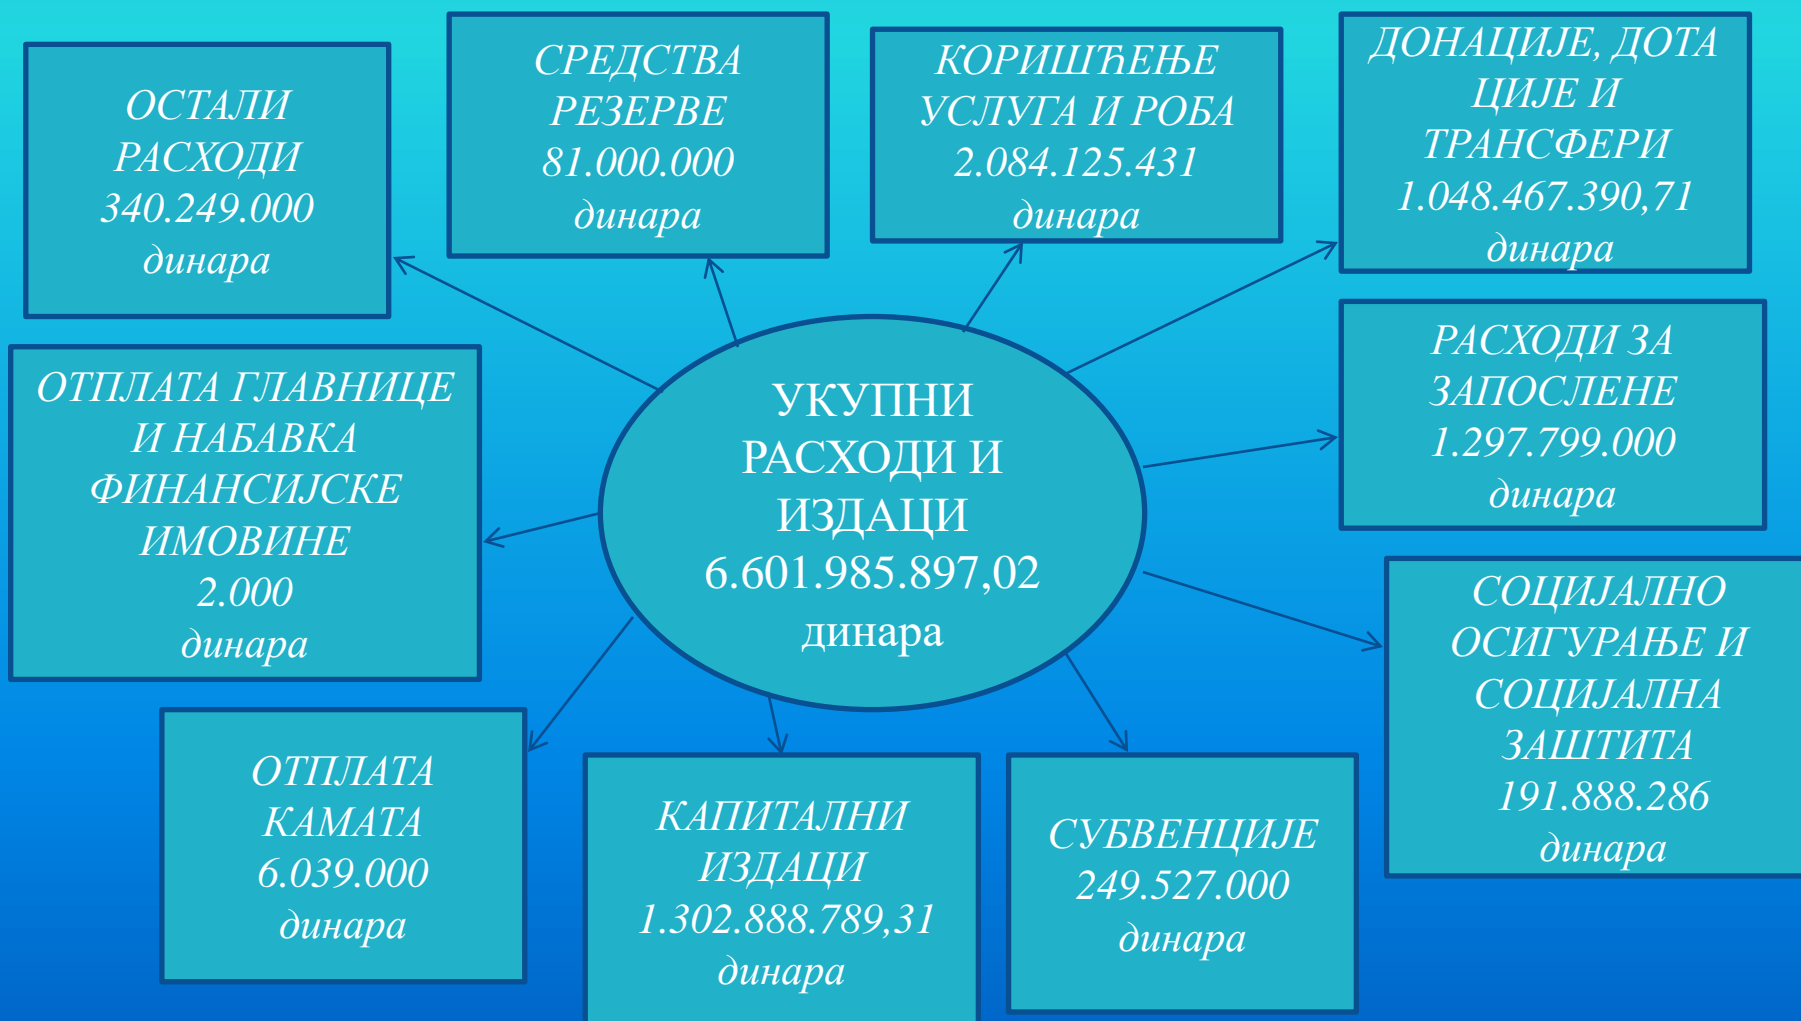 ОСТАЛИ
РАСХОДИ
340.249.000
динара
СРЕДСТВА
РЕЗЕРВЕ
81.000.000
динара
КОРИШЋЕЊЕ
УСЛУГА И РОБА
2.084.125.431
динара
ДОНАЦИЈЕ, ДОТА
ЦИЈЕ И
ТРАНСФЕРИ
1.048.467.390,71
динара
ОТПЛАТА ГЛАВНИЦЕ
И НАБАВКА
ФИНАНСИЈСКЕ
ИМОВИНЕ
2.000
динара
УКУПНИ
РАСХОДИ И
ИЗДАЦИ
6.601.985.897,02
динара
РАСХОДИ ЗА
ЗАПОСЛЕНЕ
1.297.799.000
динара
СОЦИЈАЛНО
ОСИГУРАЊЕ И
СОЦИЈАЛНА
ЗАШТИТА
191.888.286
динара
ОТПЛАТА
КАМАТА
6.039.000
динара
КАПИТАЛНИ
ИЗДАЦИ
1.302.888.789,31
динара
СУБВЕНЦИЈЕ
249.527.000
динара